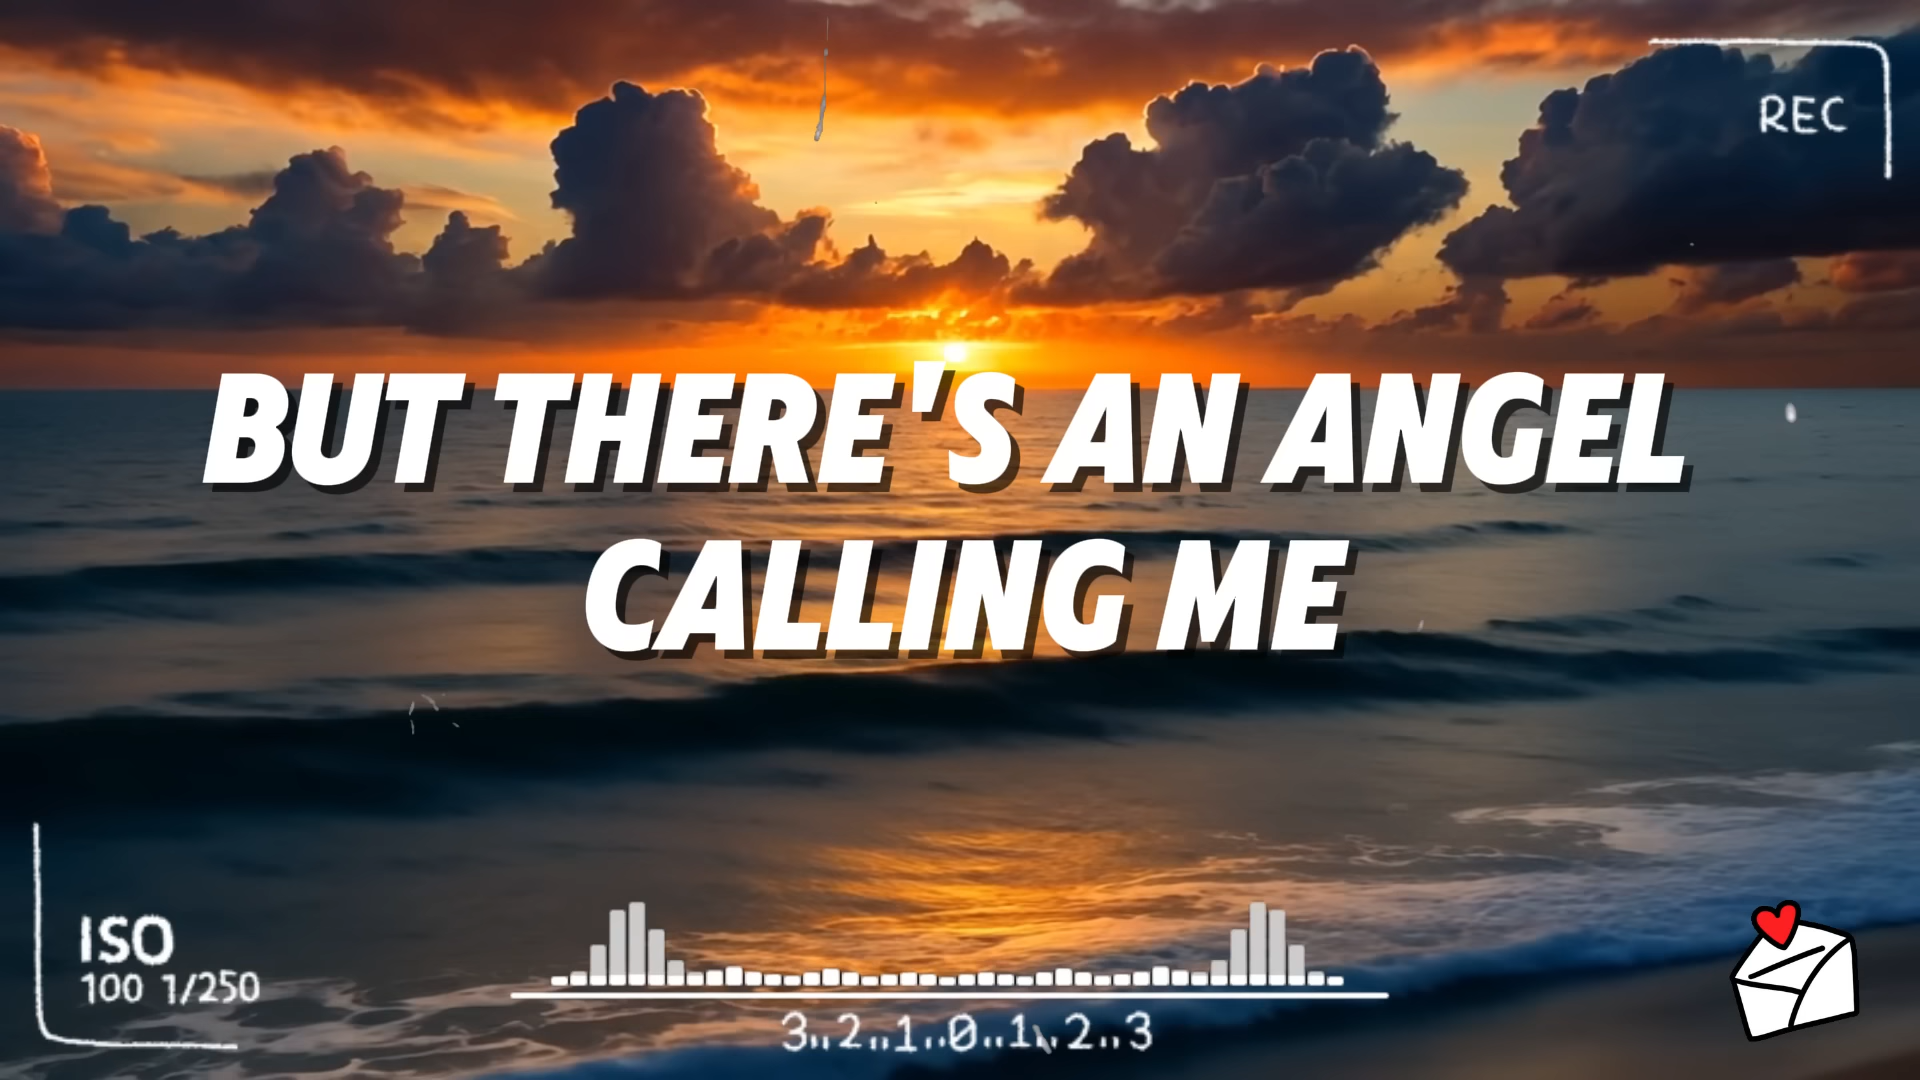 REC
BUT THERE'S AN ANGEL
CALLING ME
ISO
100 1/250
3..2..1..0..1..2..3